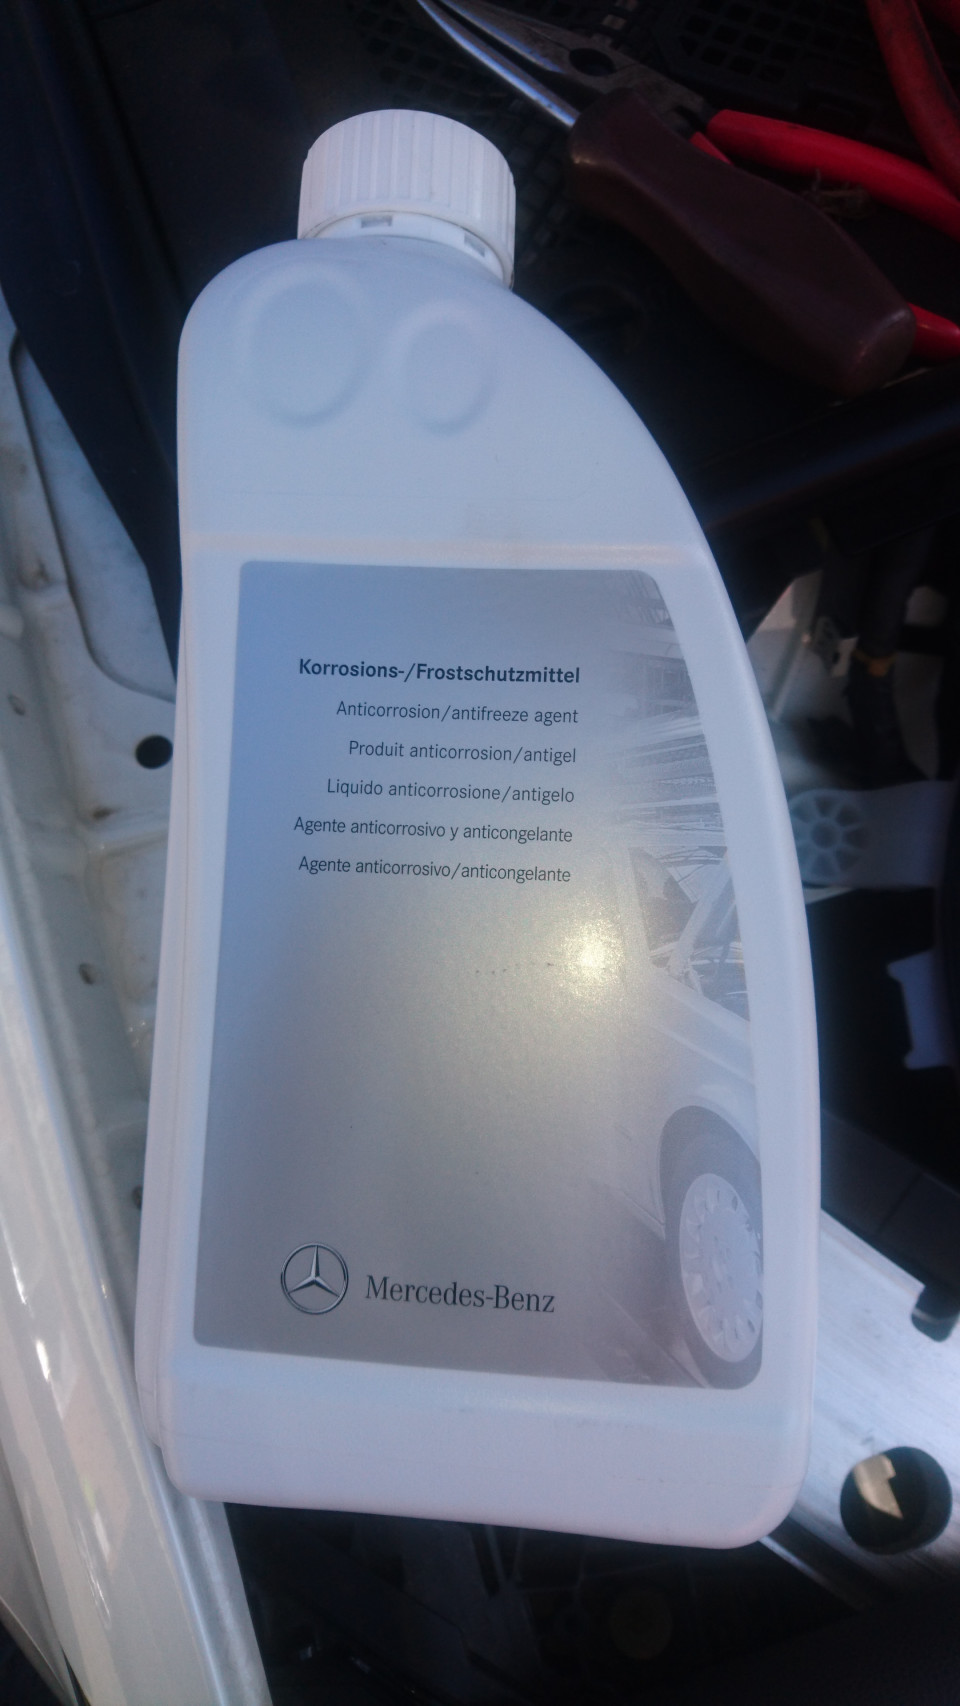 Korrosions-/Frostschutzmittel
Anticorrosion/antifreeze agent
Produit anticorrosion/antigel
Liquido anticorrosione/antigelo
Agente anticorrosivo y anticongelante
Agente anticorrosivo/anticongelante
Mercedes-Benz